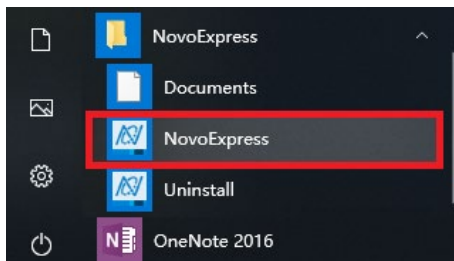 NovoExpress
Documents
NovoExpress
Uninstall
OneNote 2016